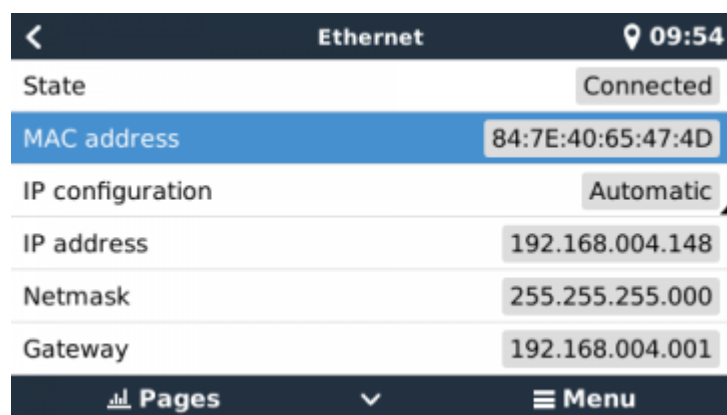 Ethernet 09:54
State Connected
MAC address 84:7E:40:65:47:4D
IP configuration Automatic
IP address 192.168.004.148
Netmask 255.255.255.000
Gateway 192.168.004.001
Pages Menu